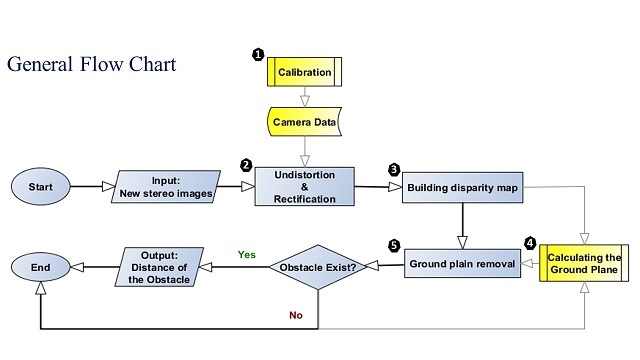 General Flow Chart
1
Calibration
Camera Data
Start
Input:
New stereo images
2
Undistortion
&
Rectification
3
Building disparity map
End
Output:
Distance of
the Obstacle
Yes
Obstacle Exist?
No
5
Ground plain removal
4
Calculating the
Ground Plane